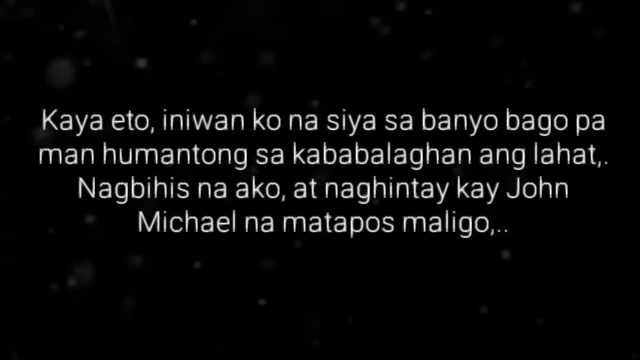 Kaya eto, iniwan ko na siya sa banyo bago pa
man humantong sa kababalaghan ang lahat,.
Nagbihis na ako, at naghintay kay John
Michael na matapos maligo,..